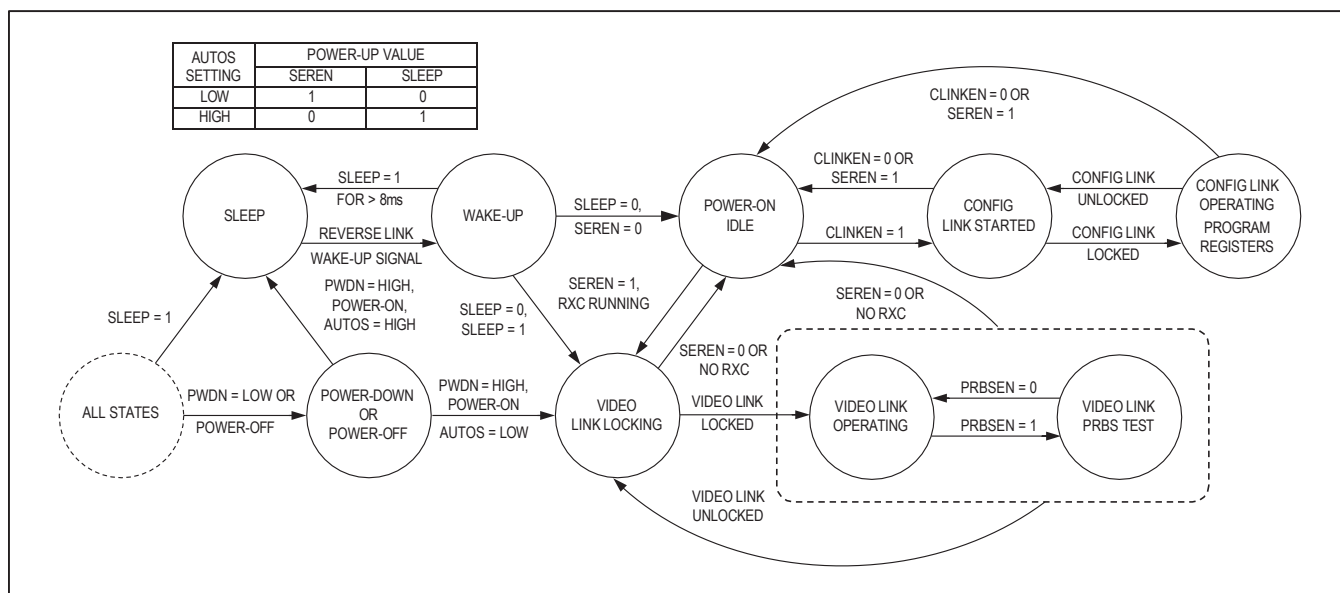 AUTOS
SETTING
POWER-UP VALUE
SEREN
SLEEP
LOW
1
0
HIGH
0
1
CLINKEN = 0 OR
SEREN = 1
SLEEP = 1
FOR > 8ms
SLEEP
REVERSE LINK
WAKE-UP SIGNAL
WAKE-UP
SLEEP = 0,
SEREN = 0
POWER-ON
IDLE
CLINKEN = 0 OR
SEREN = 1
CLINKEN = 1
CONFIG
LINK STARTED
CONFIG LINK
UNLOCKED
CONFIG LINK
LOCKED
CONFIG LINK
OPERATING
PROGRAM
REGISTERS
SLEEP = 1
PWDN = HIGH,
POWER-ON,
AUTOS = HIGH
SLEEP = 0,
SLEEP = 1
SEREN = 1,
RXC RUNNING
SEREN = 0 OR
NO RXC
SEREN = 0 OR
NO RXC
ALL STATES
PWDN = LOW OR
POWER-OFF
POWER-DOWN
OR
POWER-OFF
PWDN = HIGH,
POWER-ON
AUTOS = LOW
VIDEO
LINK LOCKING
VIDEO LINK
LOCKED
VIDEO LINK
OPERATING
PRBSEN = 0
PRBSEN = 1
VIDEO LINK
PRBS TEST
VIDEO LINK
UNLOCKED